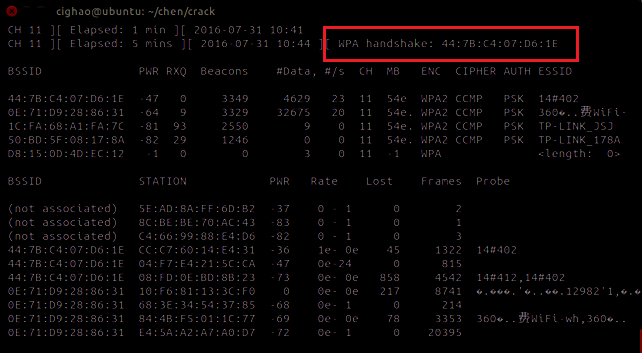 cighao@ubuntu: ~/chen/crack
CH 11 ][ Elapsed: 1 min ][ 2016-07-31 10:41
CH 11 ][ Elapsed: 5 mins ][ 2016-07-31 10:44 ][ WPA handshake: 44:7B:C4:07:D6:1E
BSSID PWR RXQ Beacons #Data, #/s CH MB ENC CIPHER AUTH ESSID
44:7B:C4:07:D6:1E -47 0 3349 4629 23 11 54e WPA2 CCMP PSK 14#402
0E:71:D9:28:86:31 -64 9 3329 32675 20 11 54e. WPA2 CCMP PSK 360�..费WiFi-
1C:FA:68:A1:FA:7C -81 93 2550 9 0 11 54e. WPA2 CCMP PSK TP-LINK_JSJ
50:BD:5F:08:17:8A -82 29 1246 0 0 11 54e. WPA2 CCMP PSK TP-LINK_178A
D8:15:0D:4D:EC:12 -1 0 0 3 0 11 -1 WPA <length: 0>
BSSID STATION PWR Rate Lost Frames Probe
(not associated) 5E:AD:8A:FF:6D:B2 -37 0 - 1 0 2
(not associated) 8C:BE:BE:70:AC:43 -83 0 - 1 0 1
(not associated) C4:66:99:88:E4:D6 -82 0 - 1 0 3
44:7B:C4:07:D6:1E CC:C7:60:14:E4:31 -36 1e- 0e 45 1322 14#402
44:7B:C4:07:D6:1E 04:F7:E4:21:5C:CA -47 0e-24 0 815
44:7B:C4:07:D6:1E 08:FD:0E:BD:8B:23 -73 0e- 0e 858 4542 14#412,14#402
0E:71:D9:28:86:31 10:F6:81:13:3C:F0 0 0e- 0e 217 8741 �.���.'�..��.12982'1,�.�
0E:71:D9:28:86:31 68:3E:34:54:37:85 -68 0e- 1 0 214
0E:71:D9:28:86:31 84:4B:F5:01:1C:77 -69 0e- 0e 78 3353 360�..费WiFi-wh,360�..
0E:71:D9:28:86:31 E4:5A:A2:A7:A0:D7 -72 0e- 1 0 20395